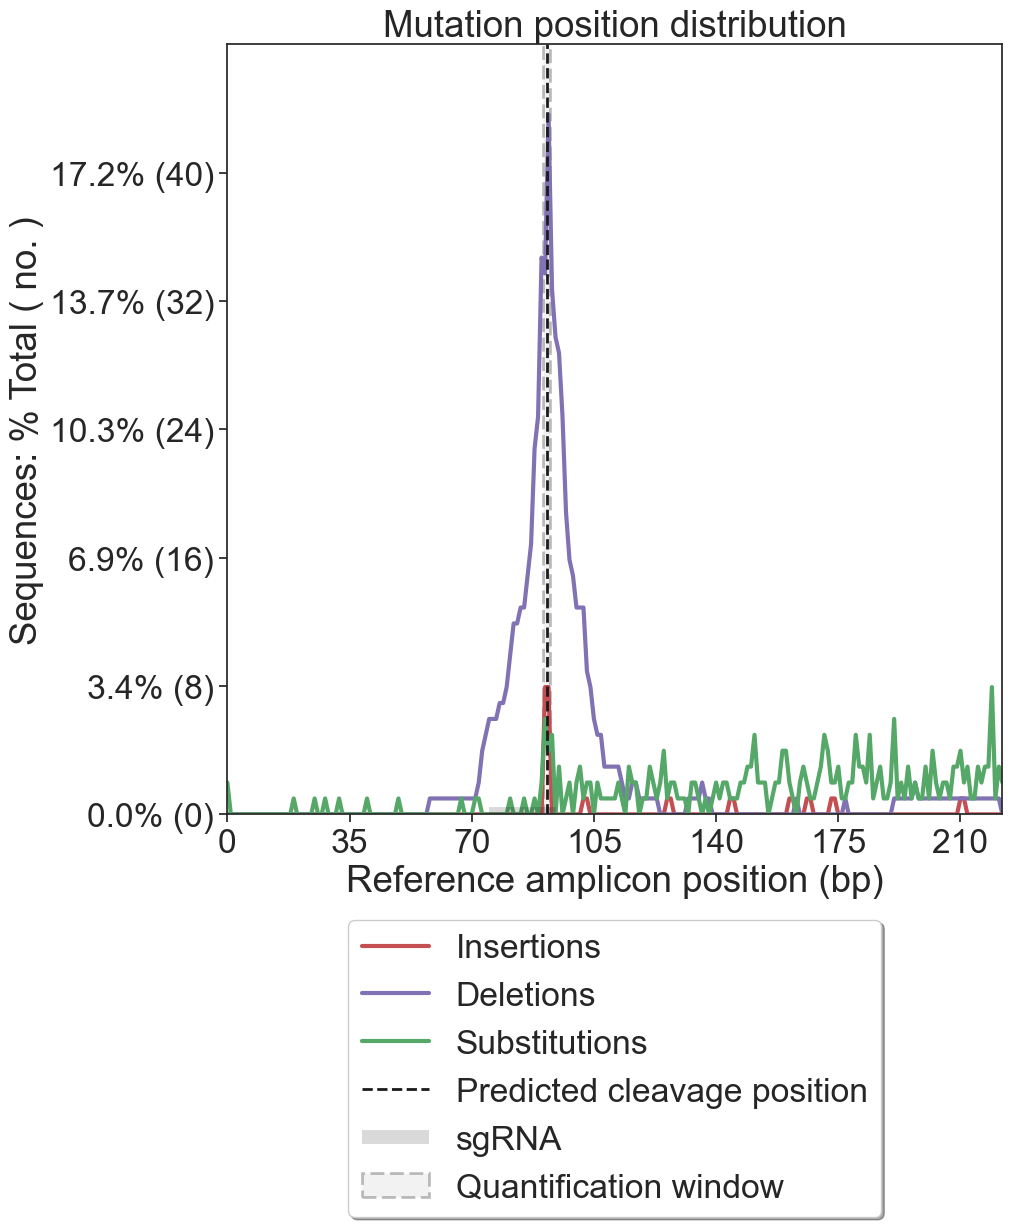 Mutation position distribution
Sequences: % Total ( no. )
17.2% (40)
13.7% (32)
10.3% (24)
6.9% (16)
3.4% (8)
0.0% (0)
0 35 70 105 140 175 210
Reference amplicon position (bp)
Insertions
Deletions
Substitutions
Predicted cleavage position
sgRNA
Quantification window